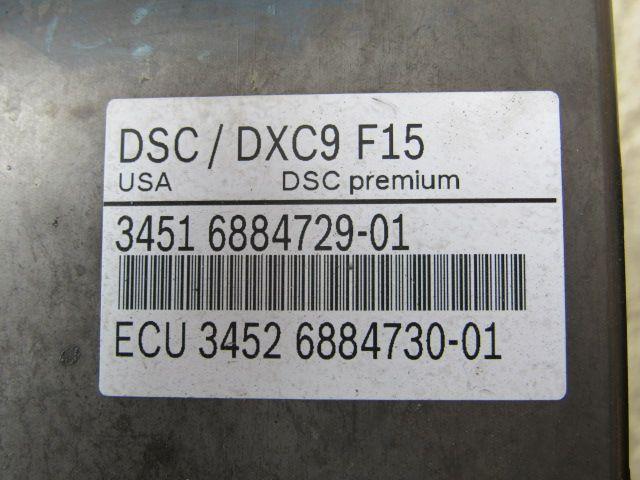 DSC / DXC9 F15
USA DSC premium
3451 6884729-01
ECU 3452 6884730-01